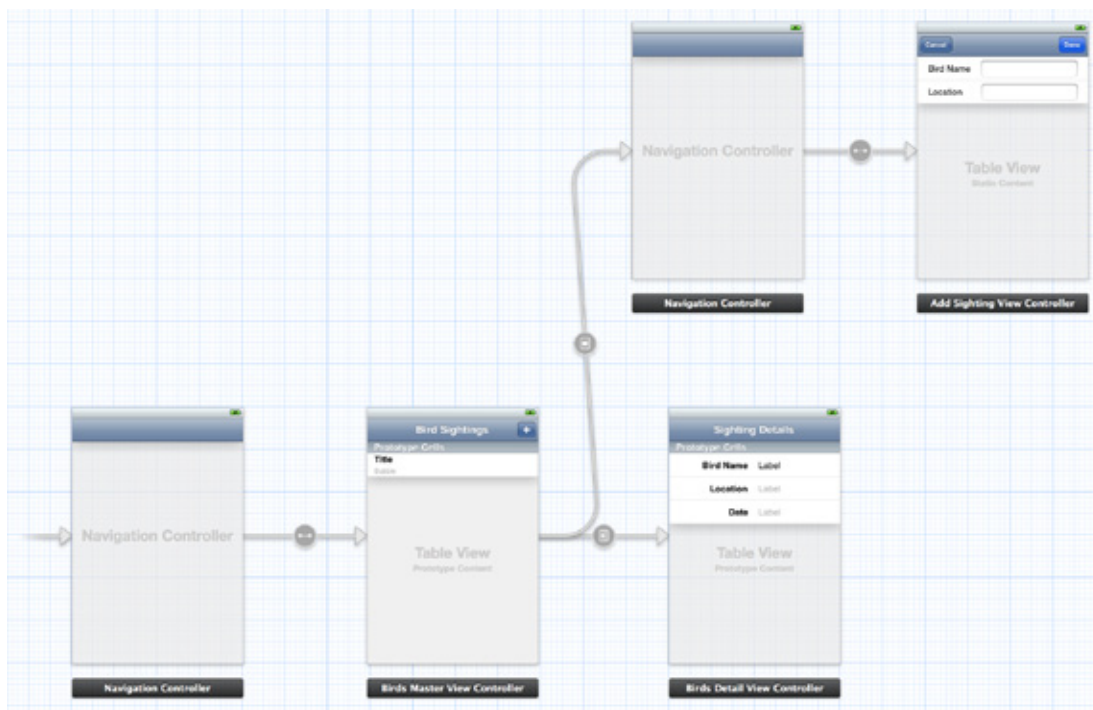 Cancel
Done
Bird Name
Location
Navigation Controller
Table View
Static Content
Navigation Controller
Add Sighting View Controller
Bird Sightings
+
Prototype Cells
Title
Subtitle
Sighting Details
Prototype Cells
Bird Name Label
Location Label
Date Label
Navigation Controller
Table View
Prototype Content
Table View
Prototype Content
Navigation Controller
Birds Master View Controller
Birds Detail View Controller